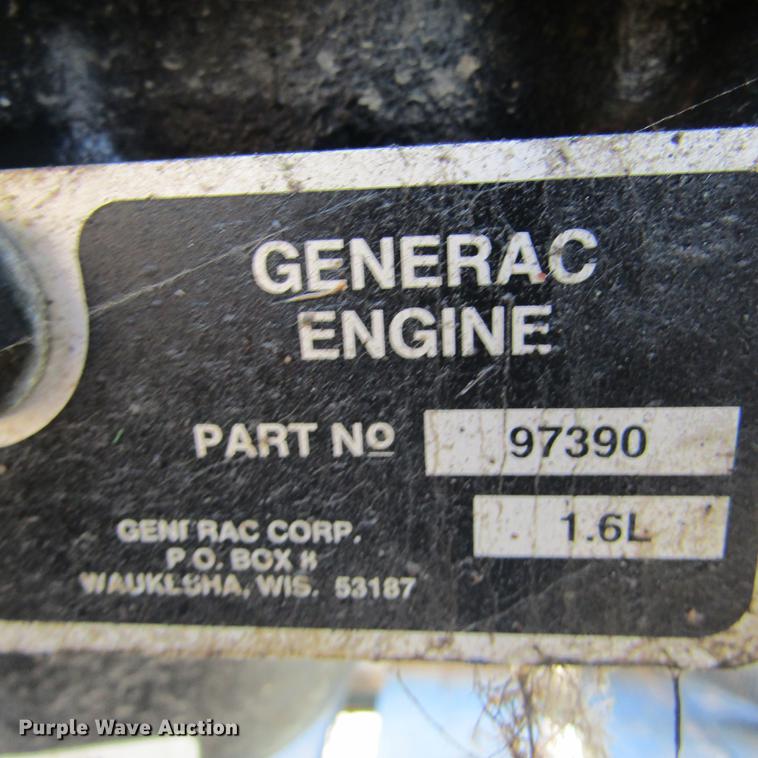 GENERAC
ENGINE
PART Nº 97390
1.6L
GENERAC CORP.
P.O. BOX 8
WAUKESHA, WIS. 53187
Purple Wave Auction